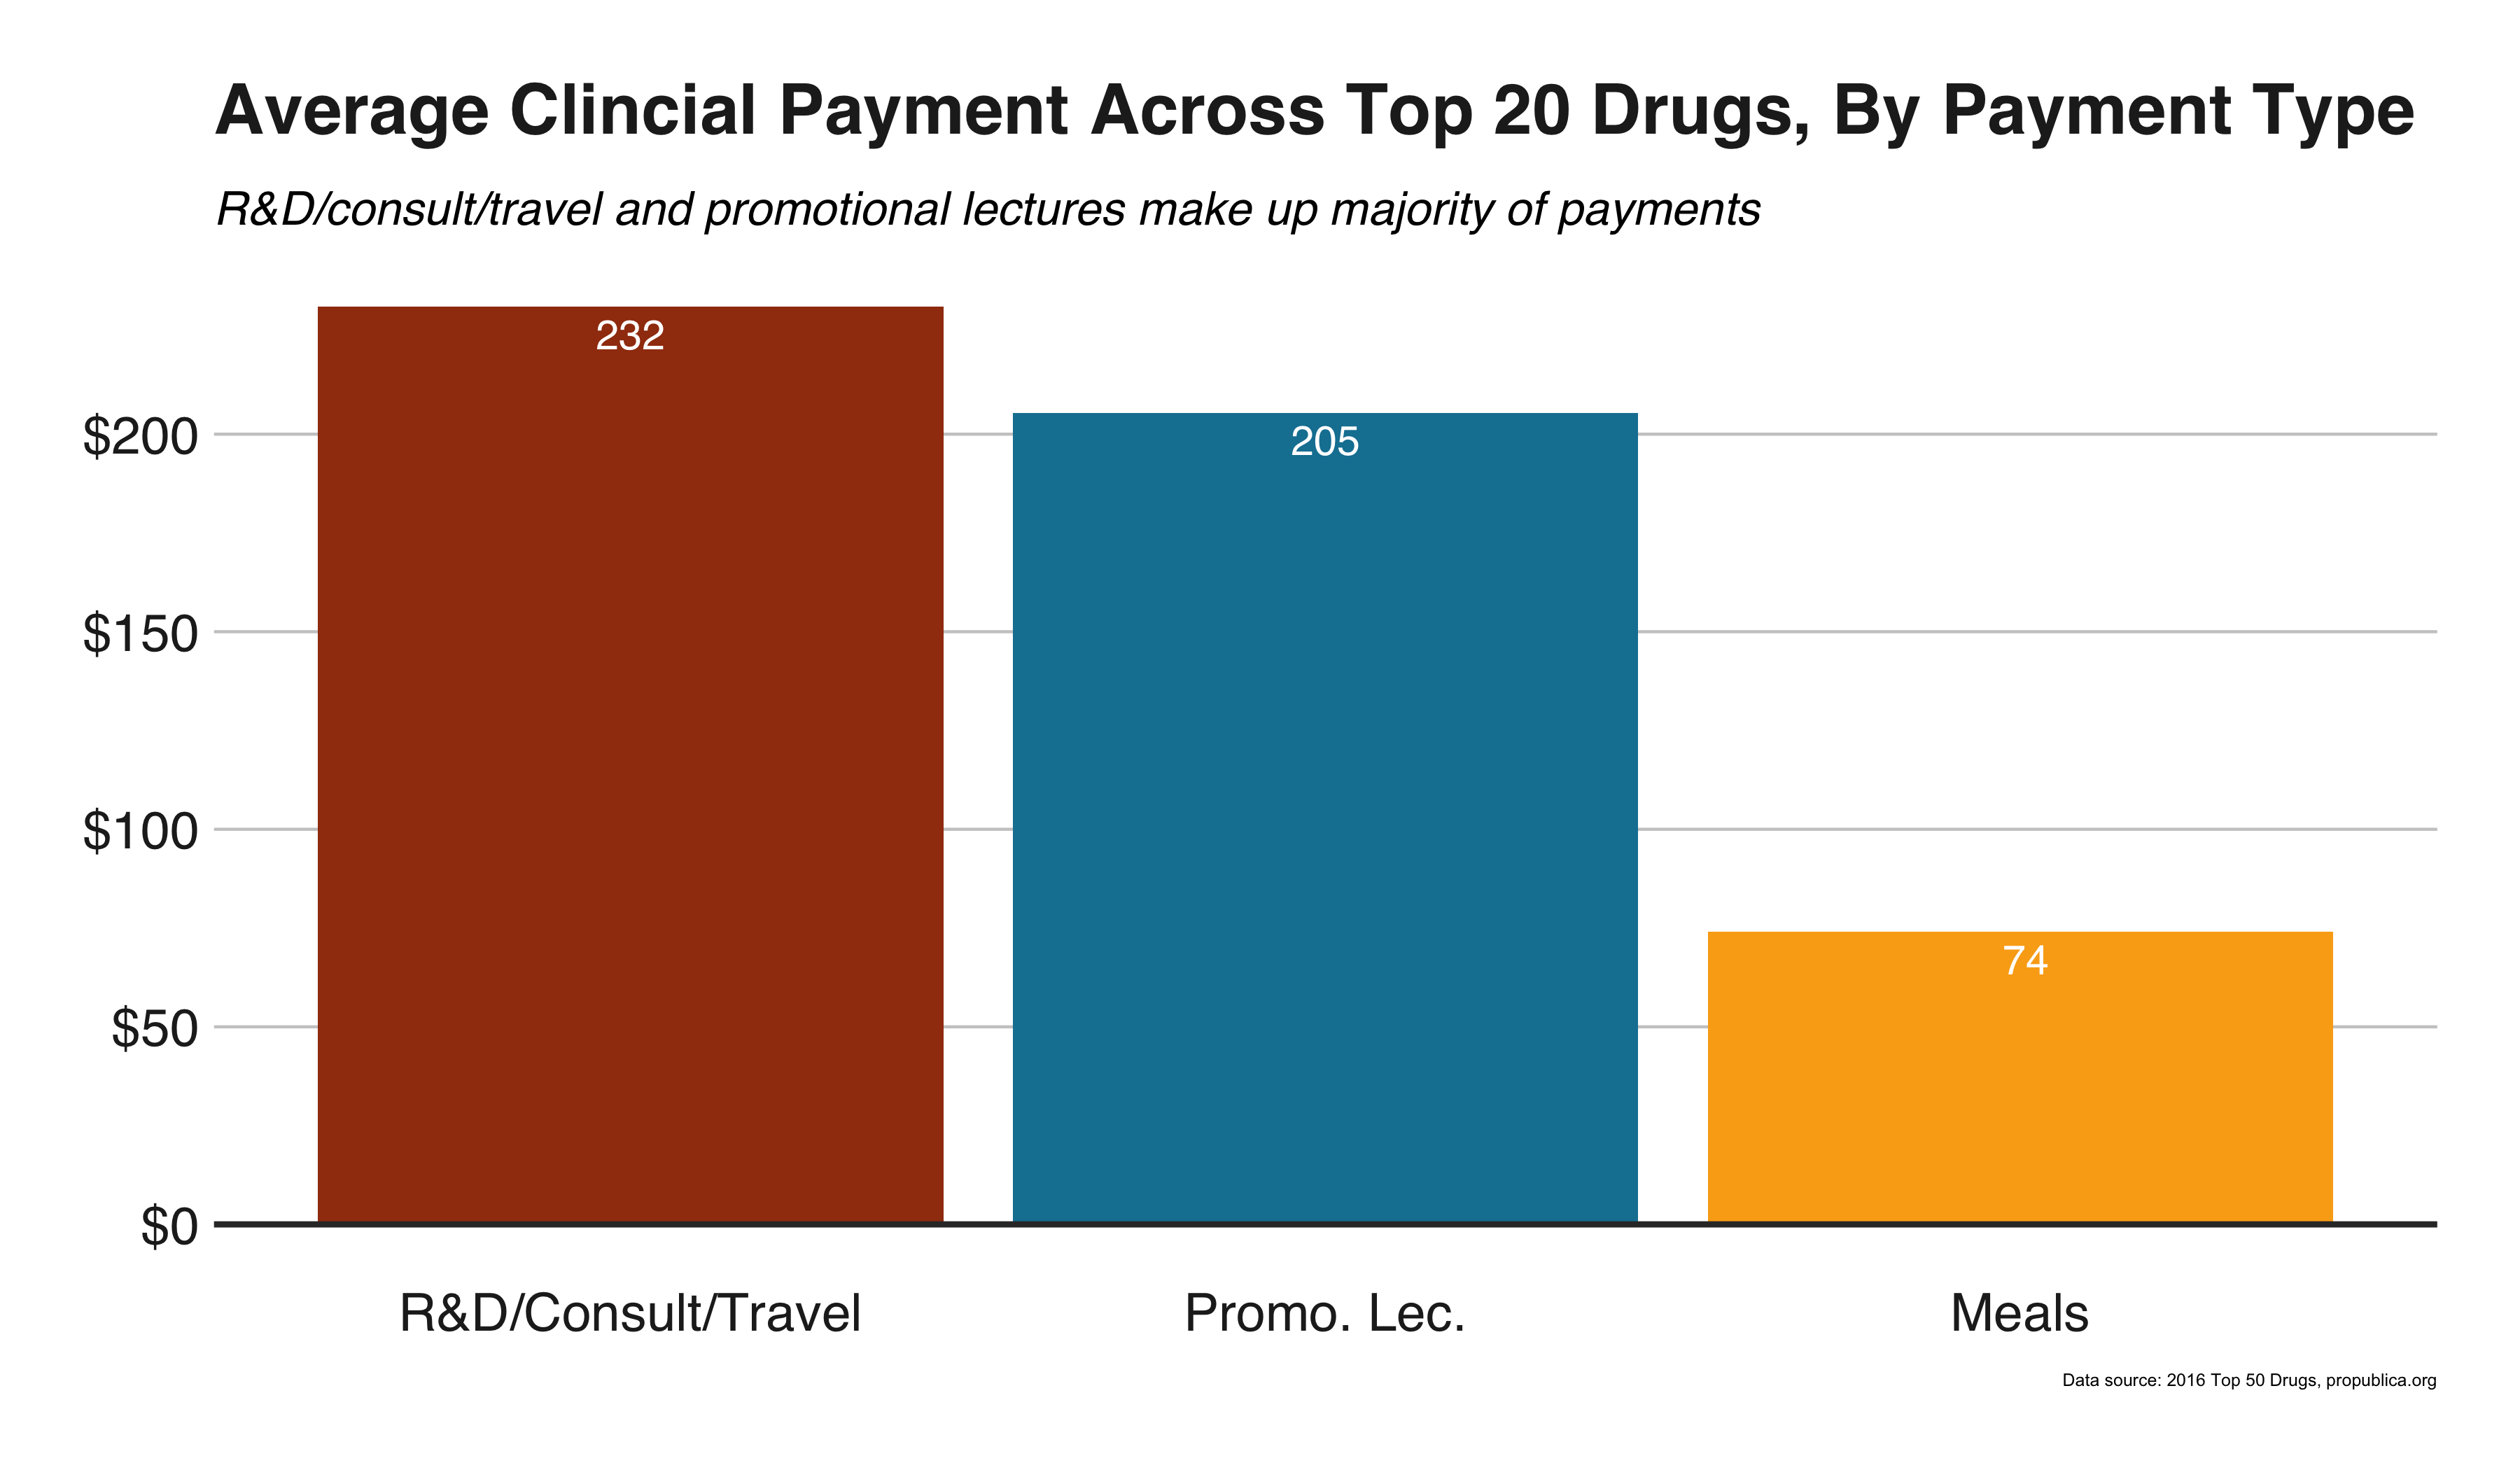 Average Clincial Payment Across Top 20 Drugs, By Payment Type
R&D/consult/travel and promotional lectures make up majority of payments
232
205
$200
$150
$100
74
$50
$0
R&D/Consult/Travel
Promo. Lec.
Meals
Data source: 2016 Top 50 Drugs, propublica.org